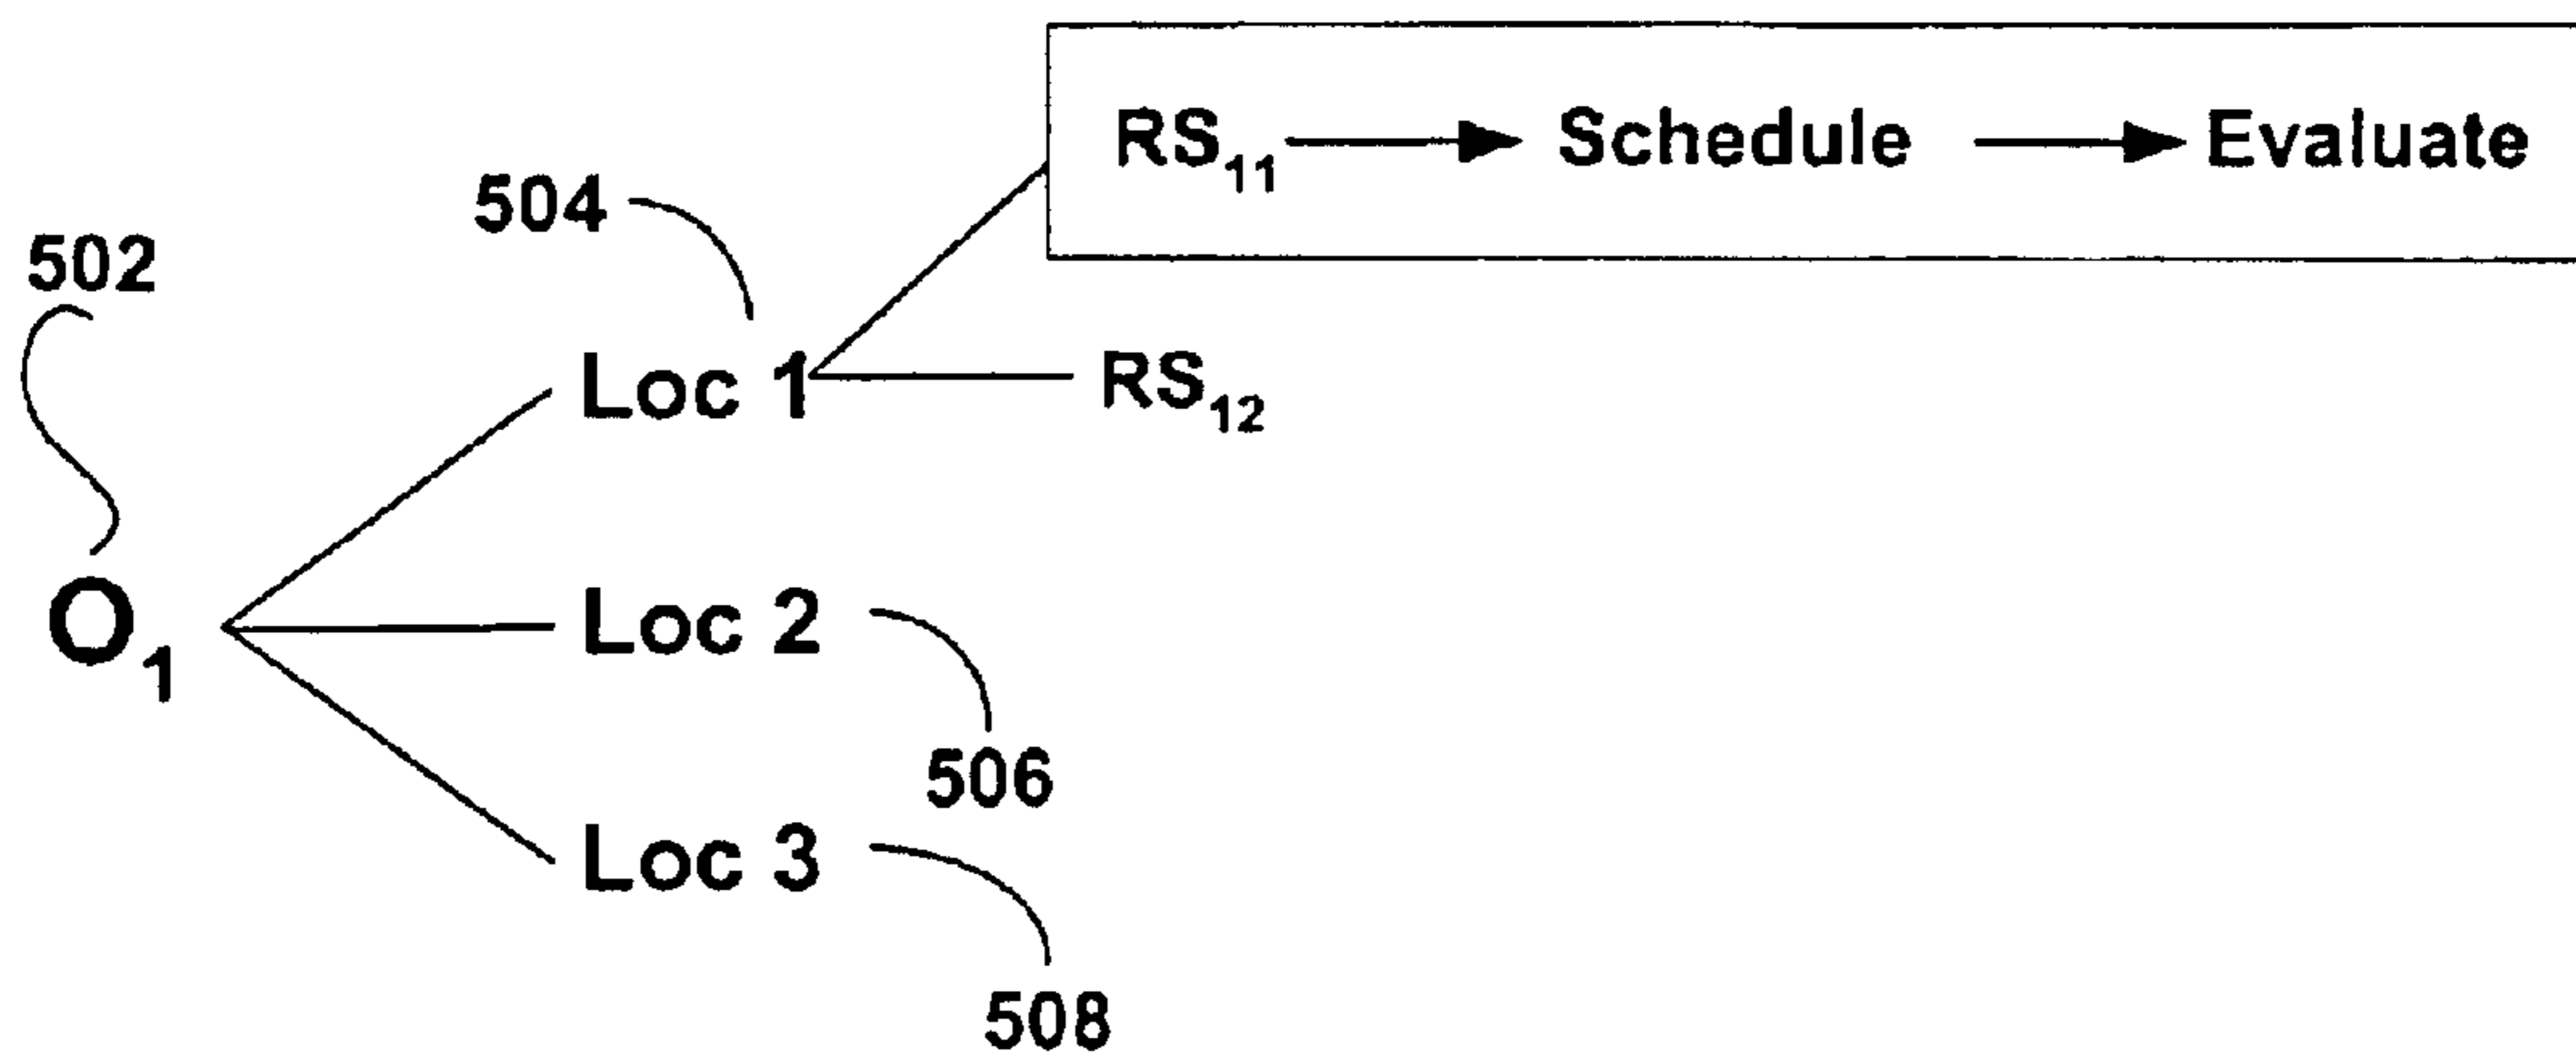 RS₁₁ Schedule Evaluate
504
502
Loc 1 RS₁₂
O₁ Loc 2
506
Loc 3
508